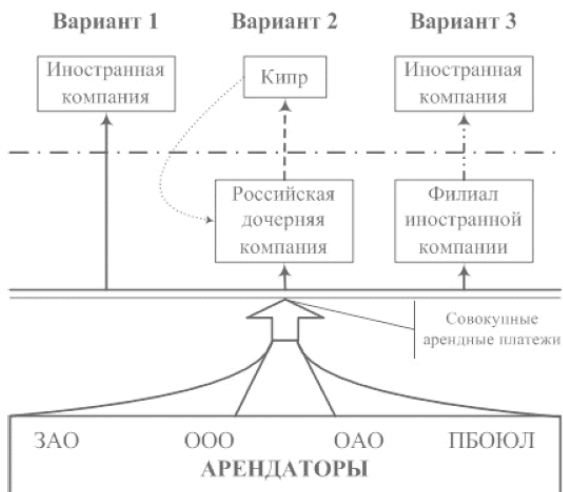 Вариант 1 Вариант 2 Вариант 3
Иностранная
компания
Кипр
Иностранная
компания
Российская
дочерняя
компания
Филиал
иностранной
компании
Совокупные
арендные платежи
ЗАО ООО ОАО ПБОЮЛ
АРЕНДАТОРЫ